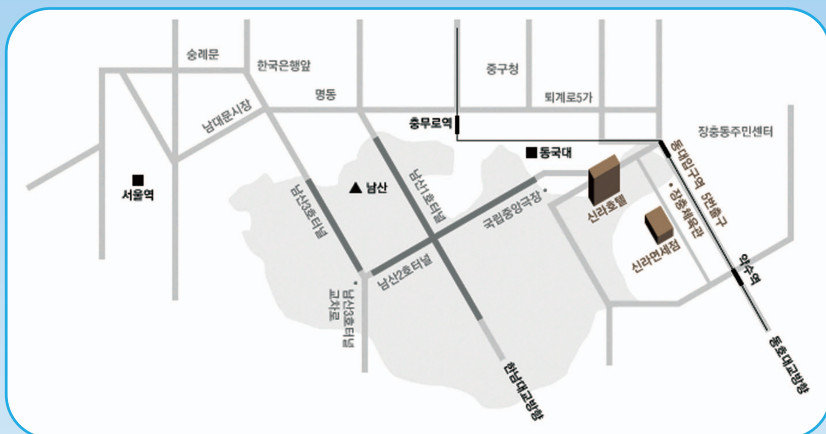 숭례문
한국은행앞
중구청
명동
퇴계로5가
남대문시장
충무로역
장충동주민센터
동국대
동대입구역 5번출구
서울역
남산
남산1호터널
남산3호터널
국립중앙극장
신라호텔
장충체육관
신라면세점
남산2호터널
약수역
남산3호터널
교차로
한남대교방향
동호대교방향